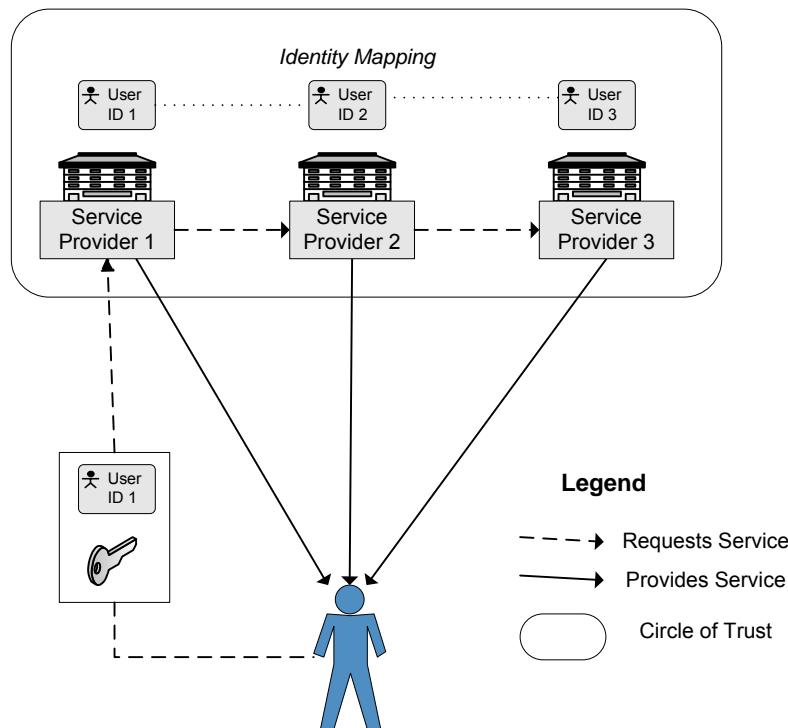 Identity Mapping
User
ID 1
User
ID 2
User
ID 3
Service
Provider 1
Service
Provider 2
Service
Provider 3
User
ID 1
Legend
Requests Service
Provides Service
Circle of Trust